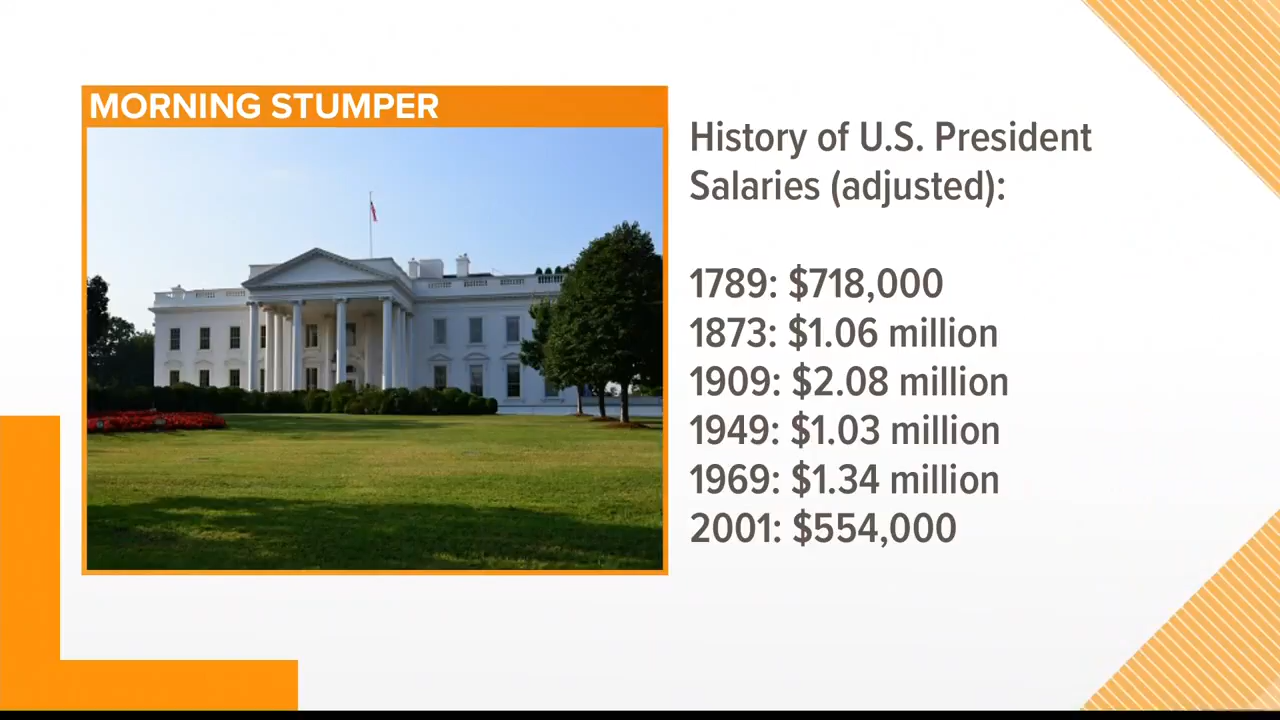 MORNING STUMPER
History of U.S. President
Salaries (adjusted):
1789: $718,000
1873: $1.06 million
1909: $2.08 million
1949: $1.03 million
1969: $1.34 million
2001: $554,000